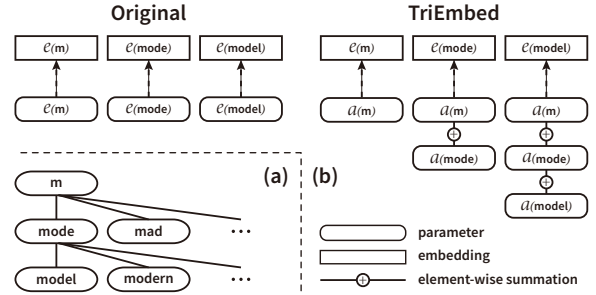 Original
TriEmbed
e(m) e(mode) e(model)
e(m) e(mode) e(model)
e(m) e(mode) e(model)
a(m) a(m) a(m)
a(mode) a(mode)
a(model)
(a) (b)
m
mode mad ...
model modern ...
parameter
embedding
element-wise summation